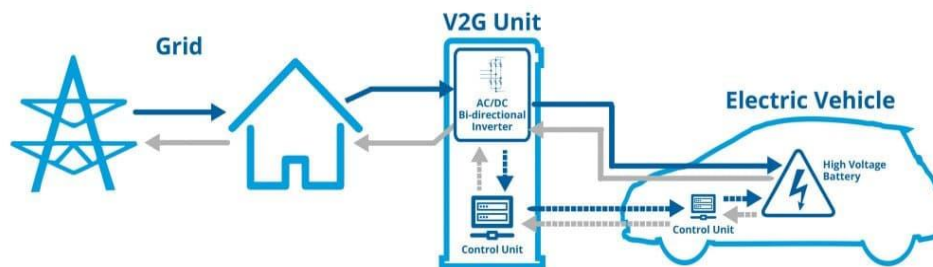 V2G Unit
Grid
AC/DC
Bi-directional
Inverter
Electric Vehicle
High Voltage
Battery
Control Unit
Control Unit